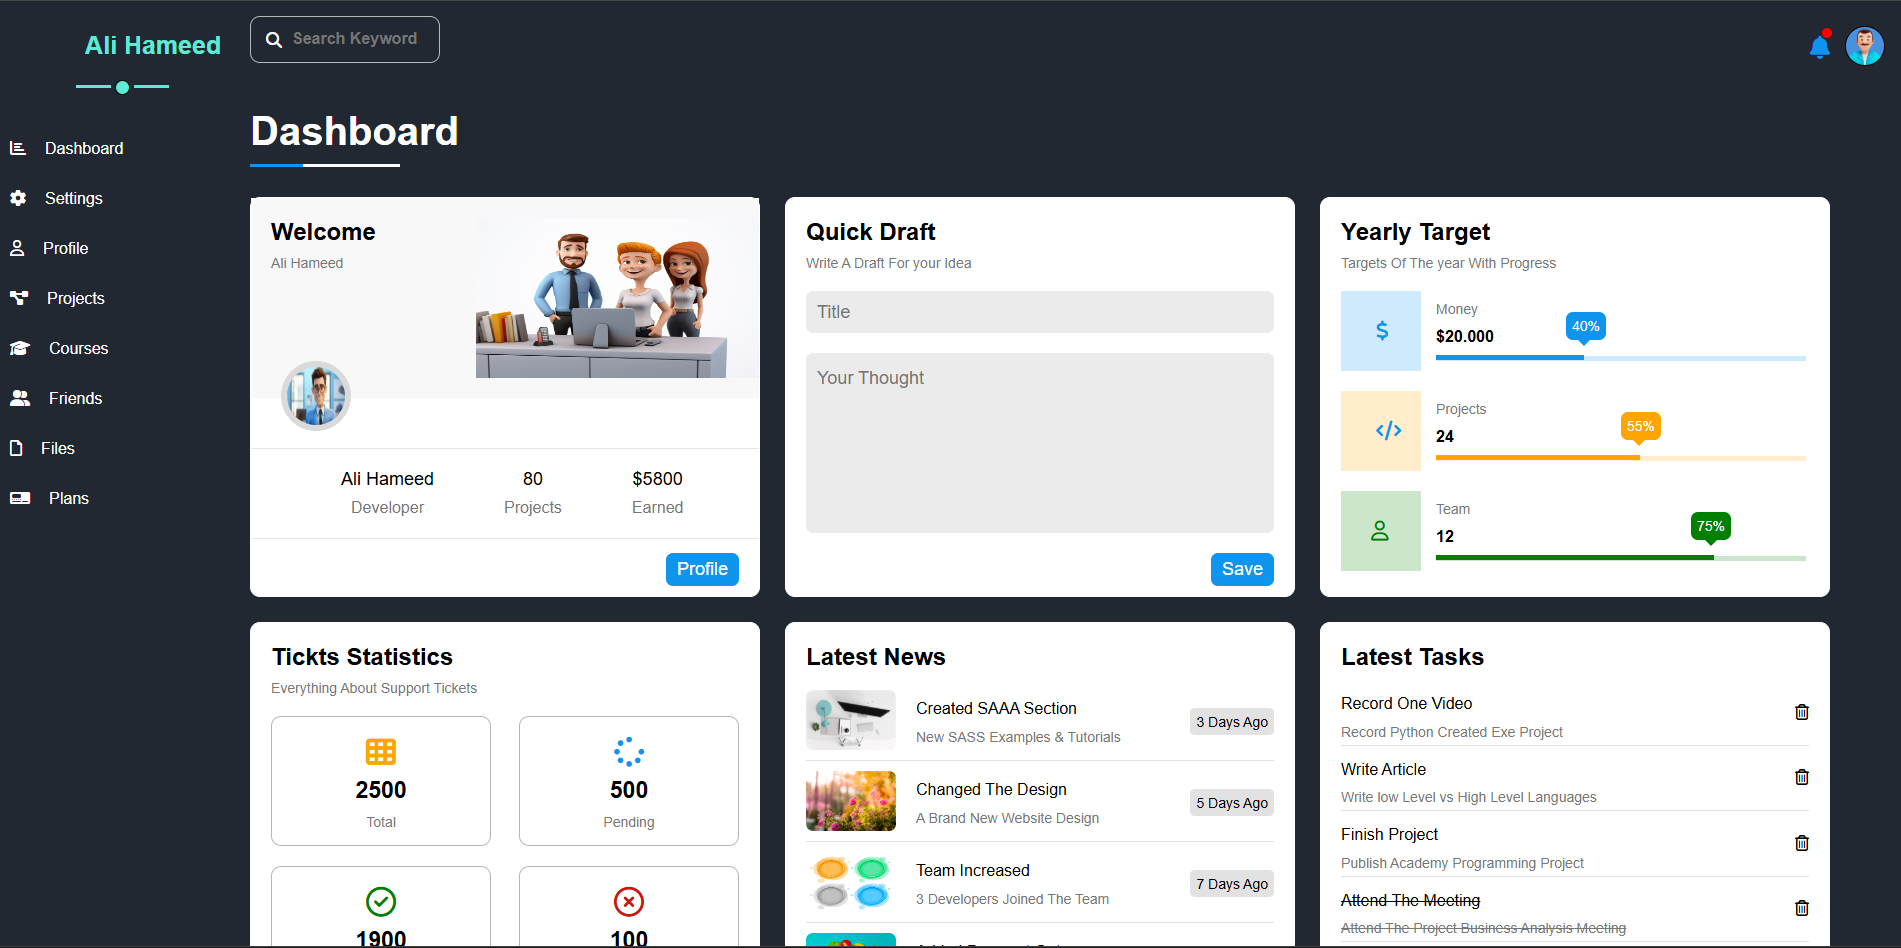 Ali Hameed
Search Keyword
Dashboard
Settings
Profile
Projects
Courses
Friends
Files
Plans
Dashboard
Welcome
Ali Hameed
Ali Hameed
Developer
80
Projects
$5800
Earned
Profile
Quick Draft
Write A Draft For your Idea
Title
Your Thought
Save
Yearly Target
Targets Of The year With Progress
Money
$20.000
40%
Projects
24
55%
Team
12
75%
Tickts Statistics
Everything About Support Tickets
2500
Total
500
Pending
1900
100
Latest News
Created SAAA Section
New SASS Examples & Tutorials
3 Days Ago
Changed The Design
A Brand New Website Design
5 Days Ago
Team Increased
3 Developers Joined The Team
7 Days Ago
Latest Tasks
Record One Video
Record Python Created Exe Project
Write Article
Write low Level vs High Level Languages
Finish Project
Publish Academy Programming Project
Attend The Meeting
Attend The Project Business Analysis Meeting